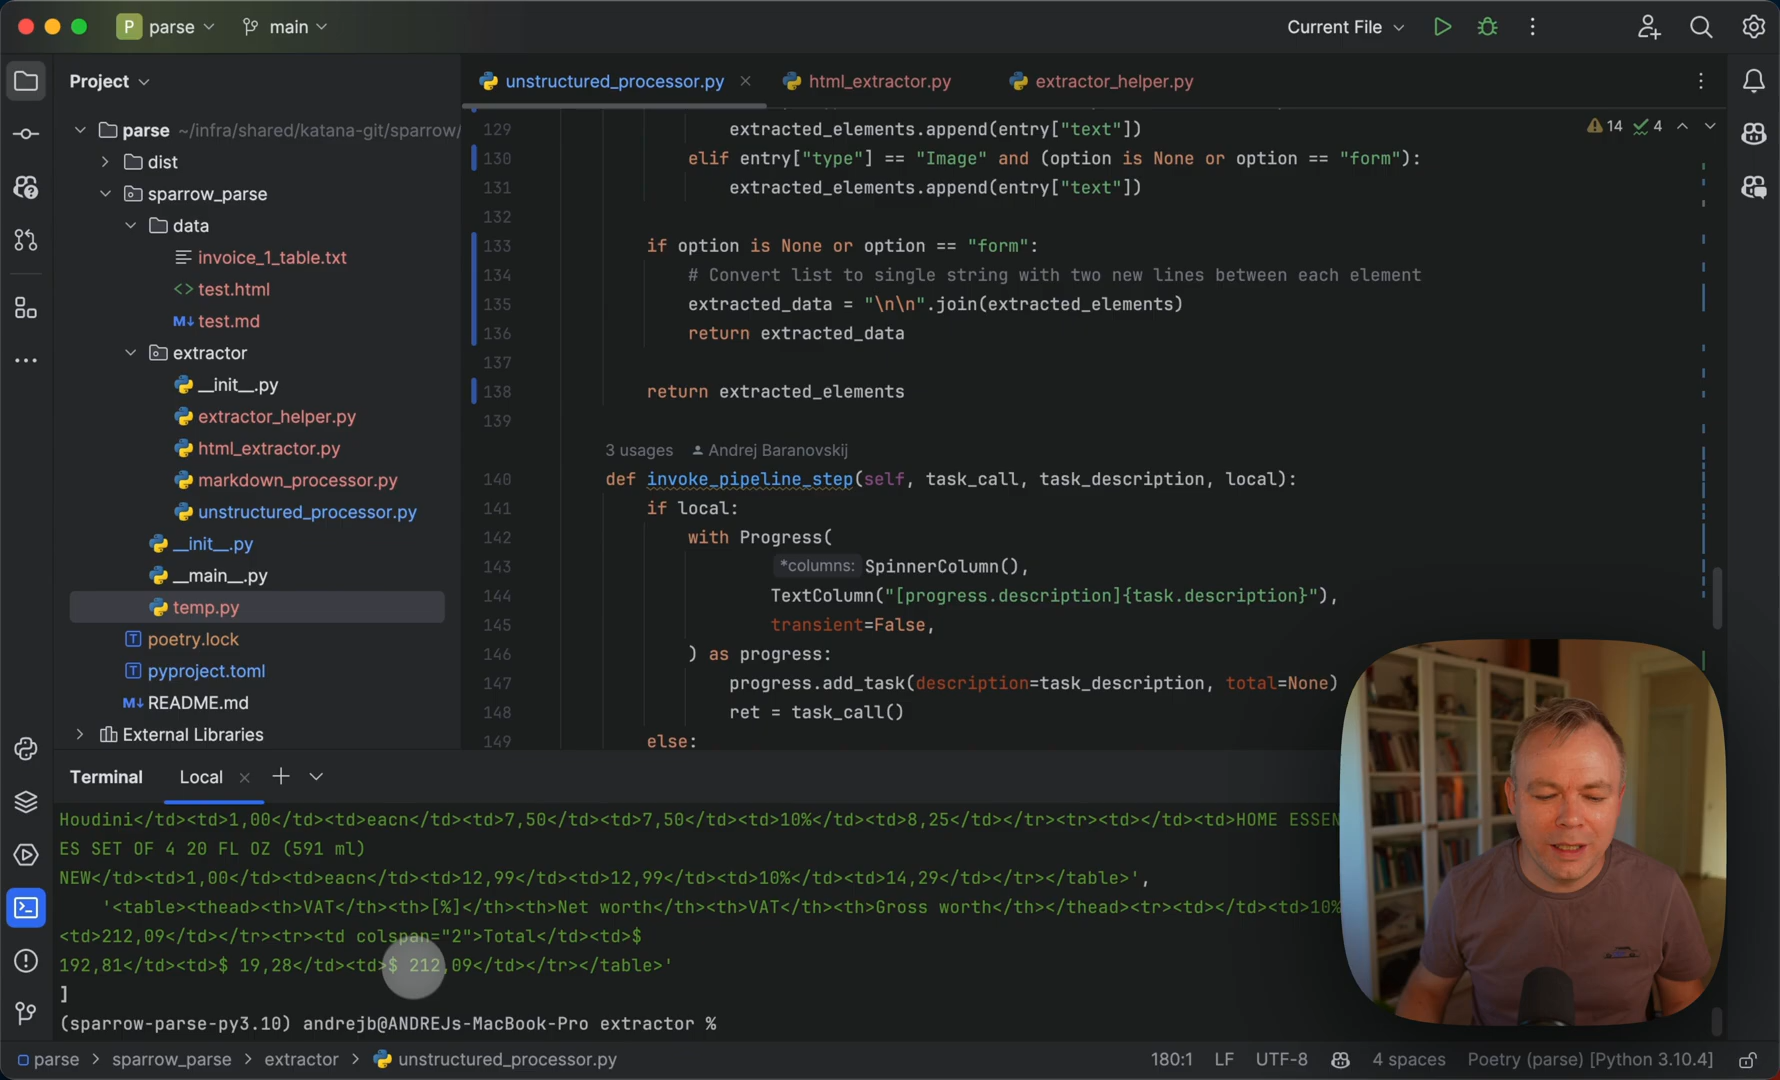 P parse main Current File
Project
unstructured_processor.py html_extractor.py extractor_helper.py
parse ~/infra/shared/katana-git/sparrow/
dist
sparrow_parse
data
invoice_1_table.txt
<> test.html
M↓ test.md
extractor
__init__.py
extractor_helper.py
html_extractor.py
markdown_processor.py
unstructured_processor.py
__init__.py
__main__.py
temp.py
T poetry.lock
T pyproject.toml
M↓ README.md
External Libraries
14 4
129 extracted_elements.append(entry["text"])
130 elif entry["type"] == "Image" and (option is None or option == "form"):
131 extracted_elements.append(entry["text"])
132
133 if option is None or option == "form":
134 # Convert list to single string with two new lines between each element
135 extracted_data = "\n\n".join(extracted_elements)
136 return extracted_data
137
138 return extracted_elements
139
3 usages Andrej Baranovskij
140 def invoke_pipeline_step(self, task_call, task_description, local):
141 if local:
142 with Progress(
143 *columns: SpinnerColumn(),
144 TextColumn("[progress.description]{task.description}"),
145 transient=False,
146 ) as progress:
147 progress.add_task(description=task_description, total=None)
148 ret = task_call()
149 else:
Terminal Local
Houdini</td><td>1,00</td><td>eacn</td><td>7,50</td><td>7,50</td><td>10%</td><td>8,25</td></tr><tr><td></td><td>HOME ESSEN
ES SET OF 4 20 FL OZ (591 ml)
NEW</td><td>1,00</td><td>eacn</td><td>12,99</td><td>12,99</td><td>10%</td><td>14,29</td></tr></table>',
'<table><thead><th>VAT</th><th>[%]</th><th>Net worth</th><th>VAT</th><th>Gross worth</th></thead><tr><td></td><td>10%
<td>212,09</td></tr><tr><td colspan="2">Total</td><td>$
192,81</td><td>$ 19,28</td><td>$ 212,09</td></tr></table>'
]
(sparrow-parse-py3.10) andrejb@ANDREJs-MacBook-Pro extractor %
parse > sparrow_parse > extractor > unstructured_processor.py 180:1 LF UTF-8 4 spaces Poetry (parse) [Python 3.10.4]